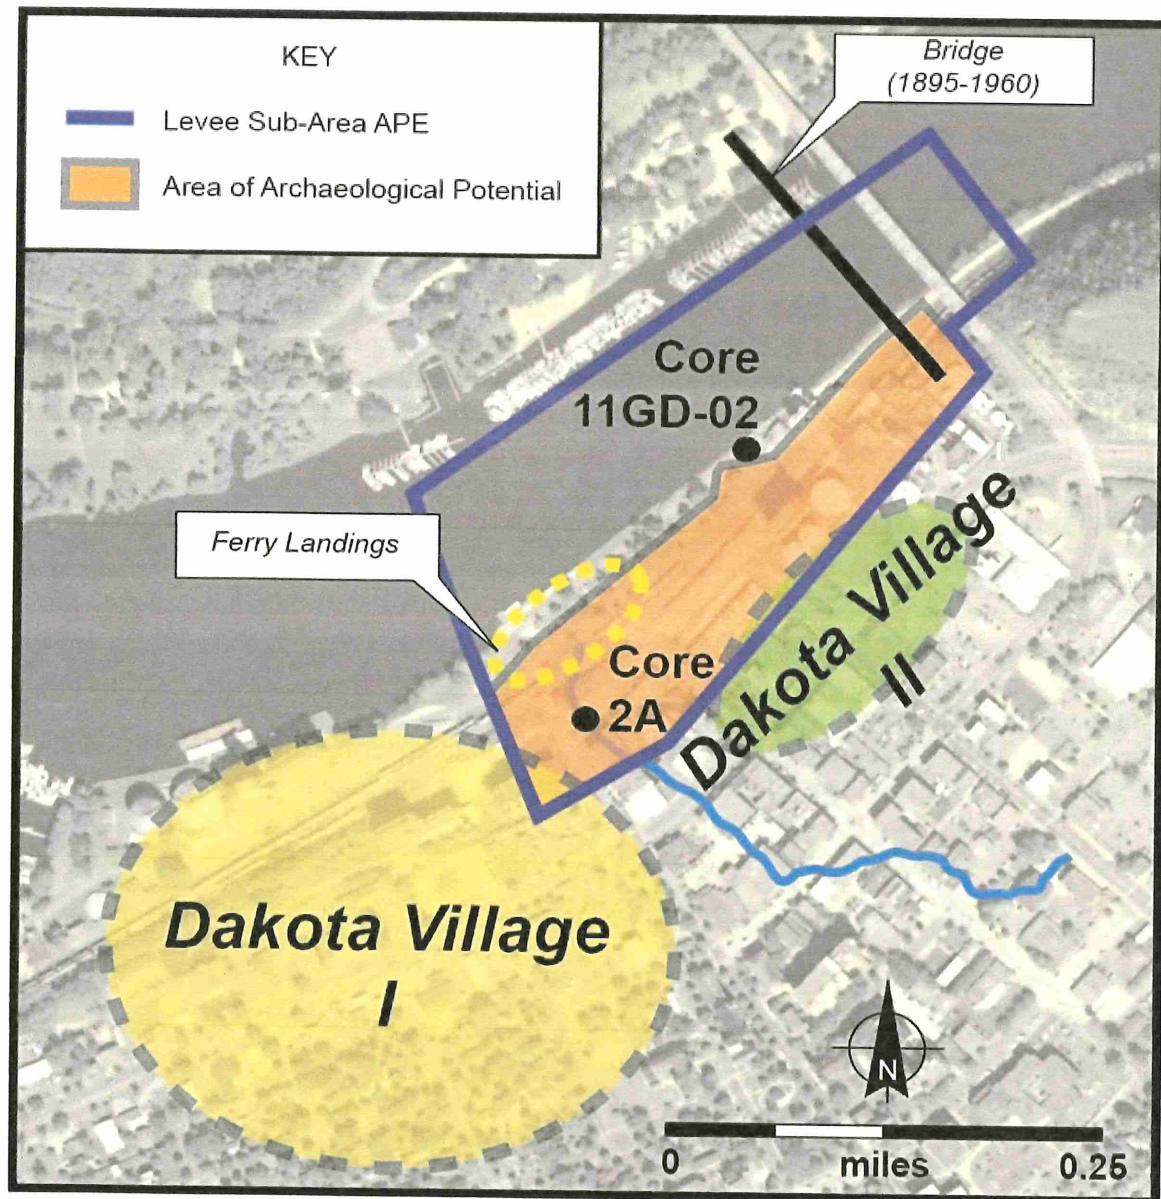 KEY
Levee Sub-Area APE
Area of Archaeological Potential
Bridge
(1895-1960)
Core
11GD-02
Ferry Landings
Core
2A
Dakota Village
II
Dakota Village
I
N
0
miles
0.25